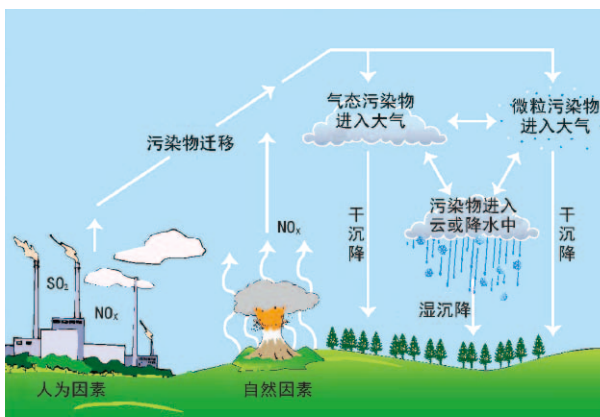 气态污染物
进入大气
微粒污染物
进入大气
污染物迁移
污染物进入
云或降水中
干
沉
降
干
沉
降
NOₓ
SO₂
NOₓ
湿沉降
人为因素
自然因素